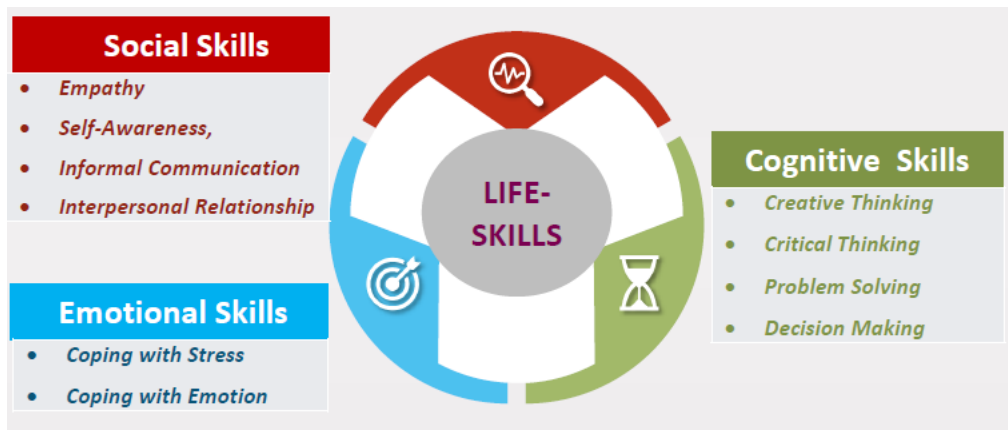 Social Skills
• Empathy
• Self-Awareness,
• Informal Communication
• Interpersonal Relationship
Emotional Skills
• Coping with Stress
• Coping with Emotion
LIFE-
SKILLS
Cognitive Skills
• Creative Thinking
• Critical Thinking
• Problem Solving
• Decision Making